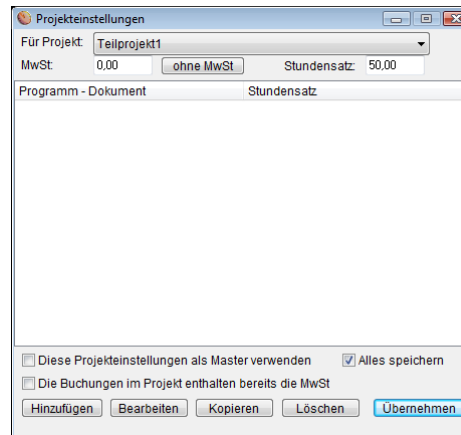 Projekteinstellungen
Für Projekt: Teilprojekt1
MwSt: 0,00 ohne MwSt Stundensatz: 50,00
Programm - Dokument Stundensatz
Diese Projekteinstellungen als Master verwenden Alles speichern
Die Buchungen im Projekt enthalten bereits die MwSt
Hinzufügen Bearbeiten Kopieren Löschen Übernehmen